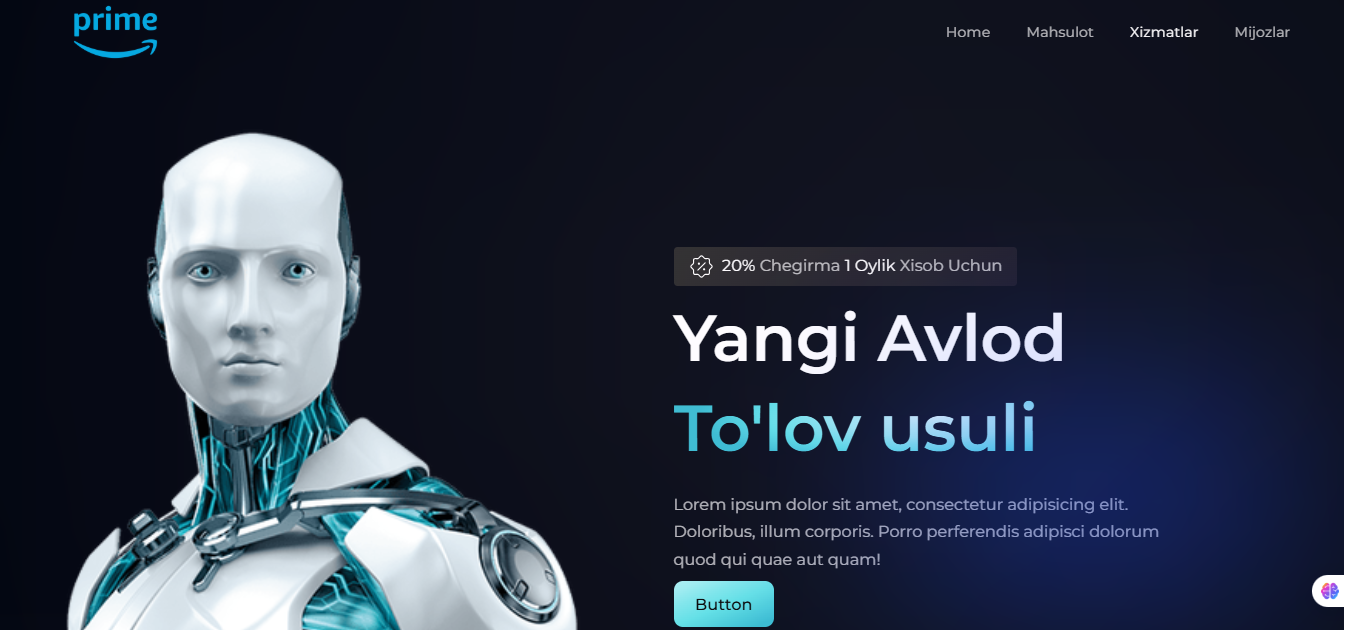 prime
Home Mahsulot Xizmatlar Mijozlar
20% Chegirma 1 Oylik Xisob Uchun
Yangi Avlod
To'lov usuli
Lorem ipsum dolor sit amet, consectetur adipisicing elit.
Doloribus, illum corporis. Porro perferendis adipisci dolorum
quod qui quae aut quam!
Button